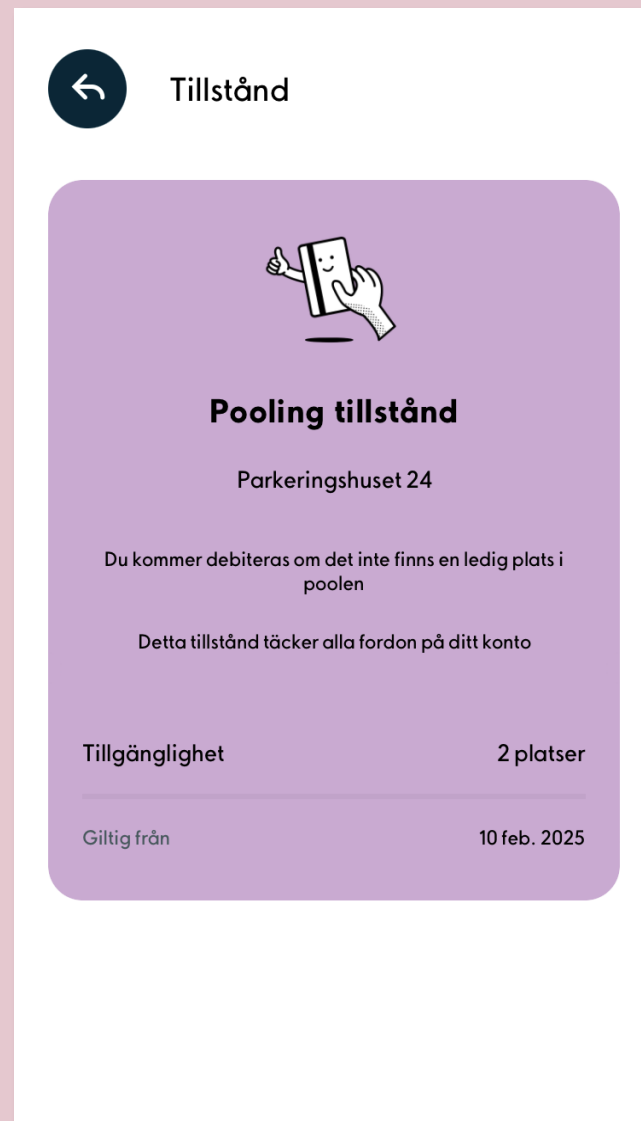 Tillstånd
Pooling tillstånd
Parkeringshuset 24
Du kommer debiteras om det inte finns en ledig plats i
poolen
Detta tillstånd täcker alla fordon på ditt konto
Tillgänglighet 2 platser
Giltig från 10 feb. 2025